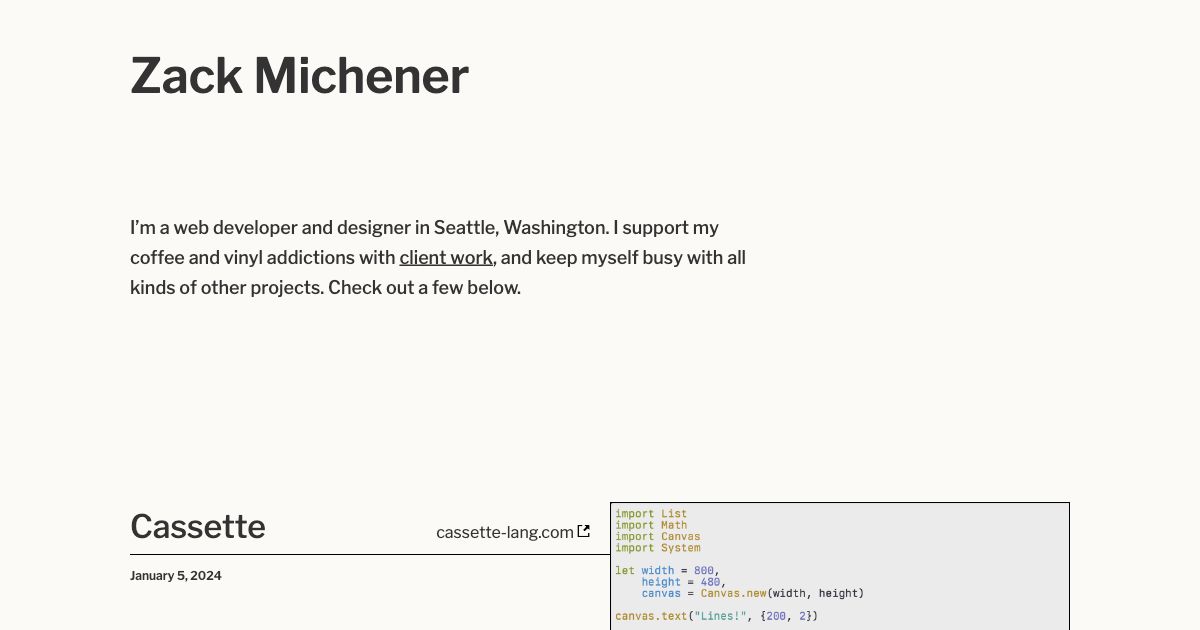 Zack Michener
I’m a web developer and designer in Seattle, Washington. I support my
coffee and vinyl addictions with client work, and keep myself busy with all
kinds of other projects. Check out a few below.
Cassette
cassette-lang.com
January 5, 2024
import List
import Math
import Canvas
import System
let width = 800,
    height = 480,
    canvas = Canvas.new(width, height)
canvas.text("Lines!", {200, 2})